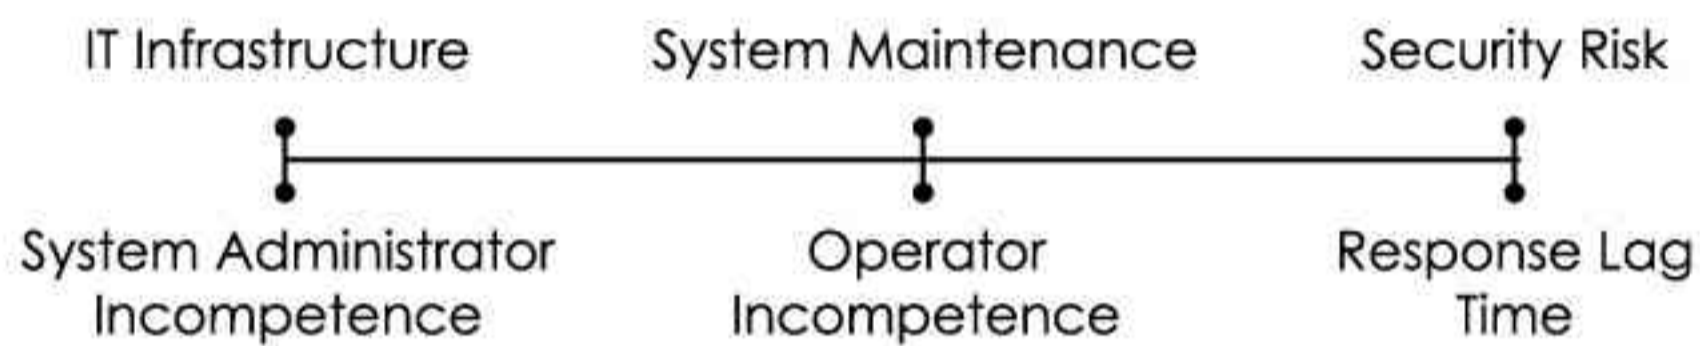 IT Infrastructure
System Maintenance
Security Risk
System Administrator
Incompetence
Operator
Incompetence
Response Lag
Time